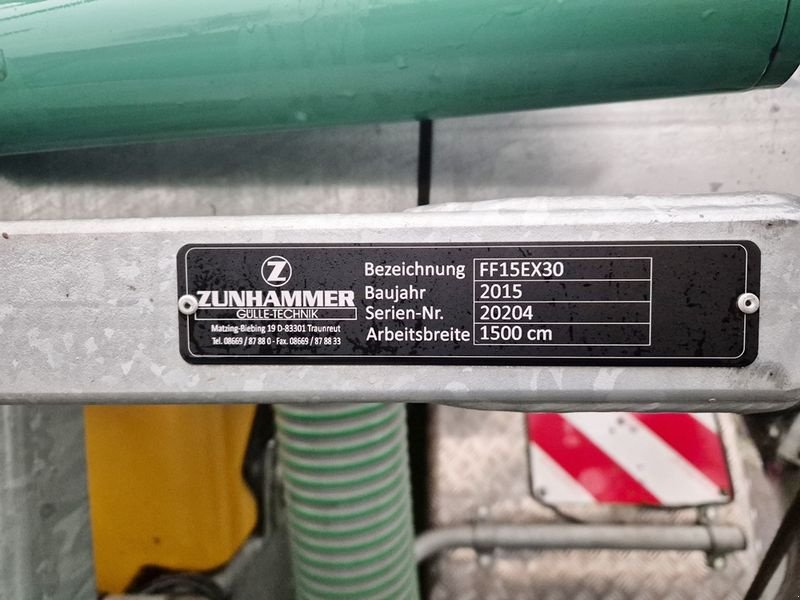 Z
ZUNHAMMER
GÜLLE-TECHNIK
Matzing-Biebing 19 D-83301 Traunreut
Tel. 08669 / 87 88 0 - Fax. 08669 / 87 88 33
Bezeichnung FF15EX30
Baujahr 2015
Serien-Nr. 20204
Arbeitsbreite 1500 cm